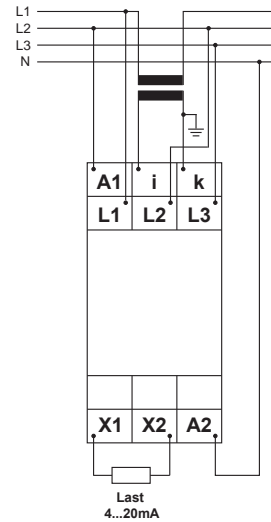 L1
L2
L3
N
A1 i k
L1 L2 L3
X1 X2 A2
Last
4...20mA